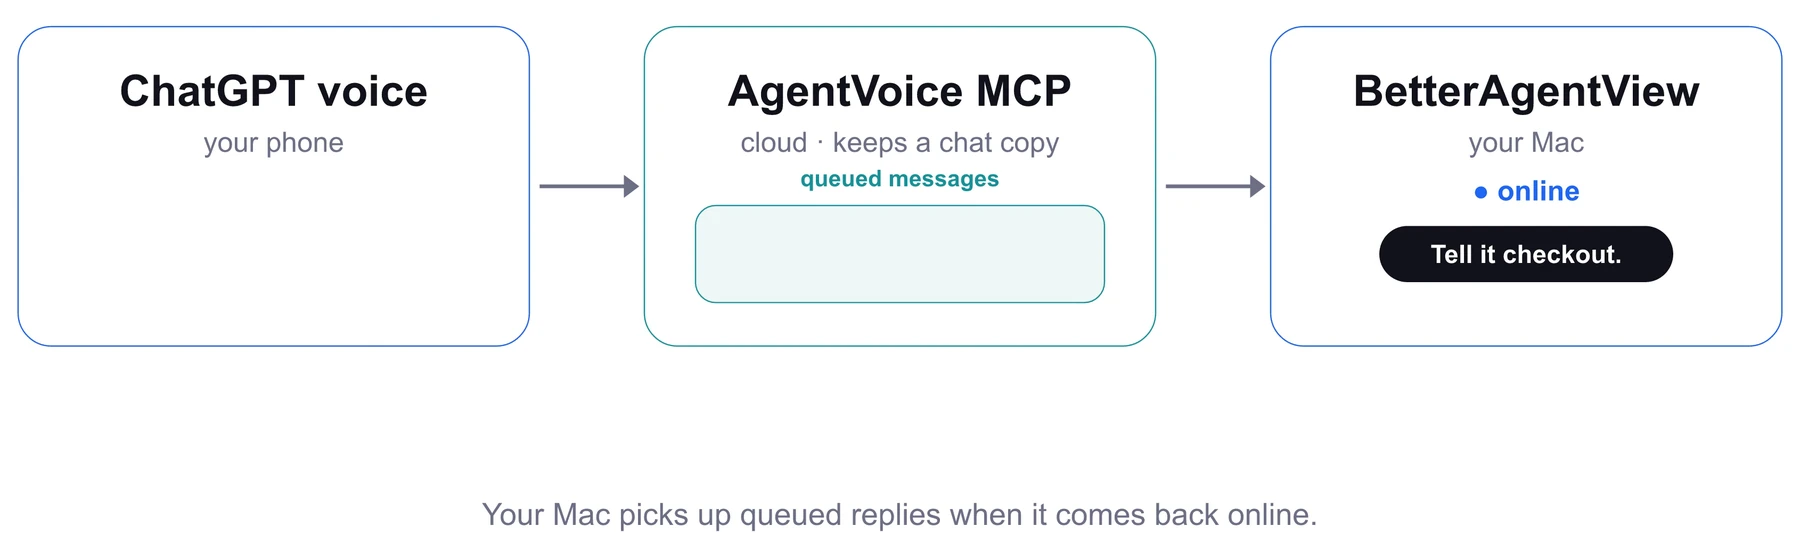 ChatGPT voice
your phone
AgentVoice MCP
cloud · keeps a chat copy
queued messages
BetterAgentView
your Mac
● online
Tell it checkout.
Your Mac picks up queued replies when it comes back online.